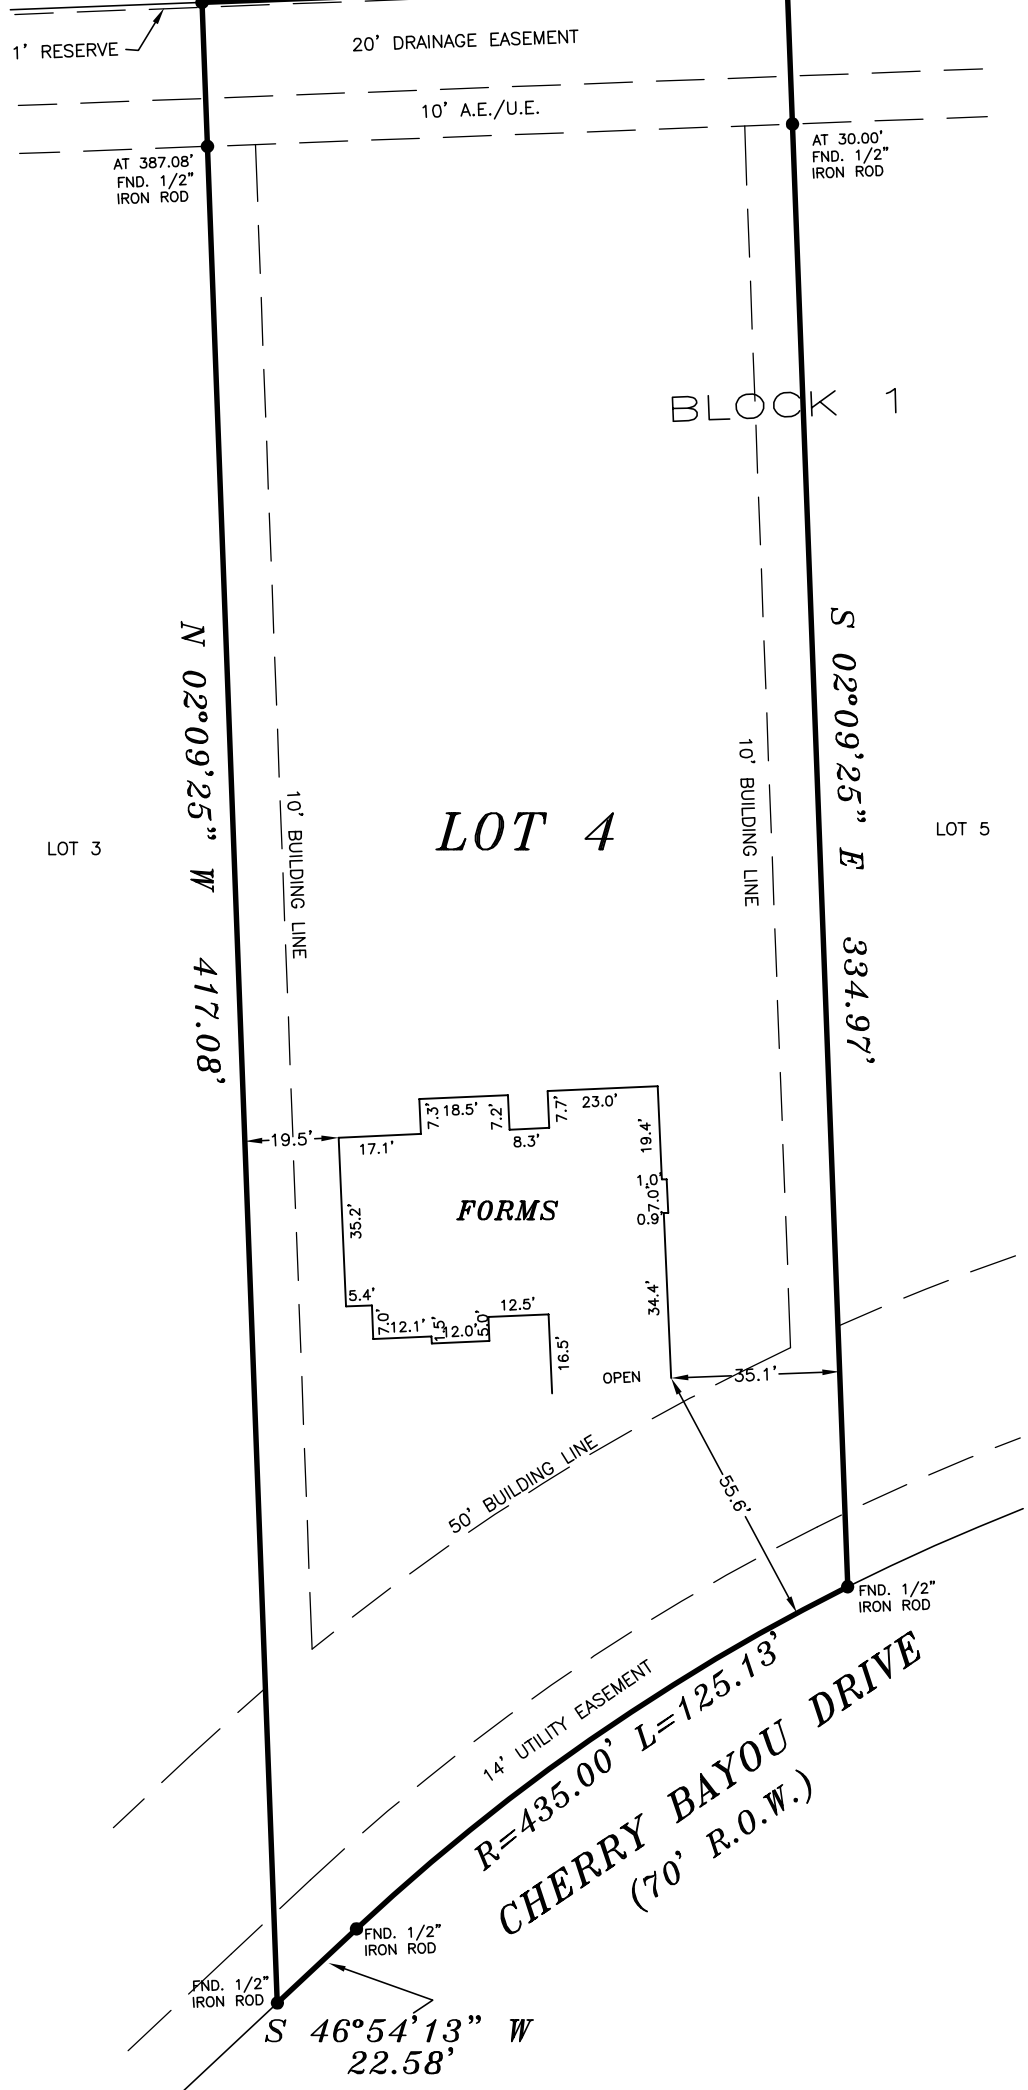 1' RESERVE
20' DRAINAGE EASEMENT
10' A.E./U.E.
AT 387.08'
FND. 1/2"
IRON ROD
AT 30.00'
FND. 1/2"
IRON ROD
BLOCK 1
N 02°09'25" W 417.08'
S 02°09'25" E 334.97'
10' BUILDING LINE
10' BUILDING LINE
LOT 3
LOT 4
LOT 5
19.5'
17.1'
7.3'
18.5'
7.2'
8.3'
7.7'
23.0'
19.4'
1.0'
7.0'
0.9'
34.4'
FORMS
35.2'
5.4'
7.0'
12.1'
1.5'
12.0'
5.0'
12.5'
16.5'
OPEN
35.1'
55.6'
50' BUILDING LINE
14' UTILITY EASEMENT
FND. 1/2"
IRON ROD
R=435.00' L=125.13'
CHERRY BAYOU DRIVE
(70' R.O.W.)
FND. 1/2"
IRON ROD
FND. 1/2"
IRON ROD
S 46°54'13" W
22.58'